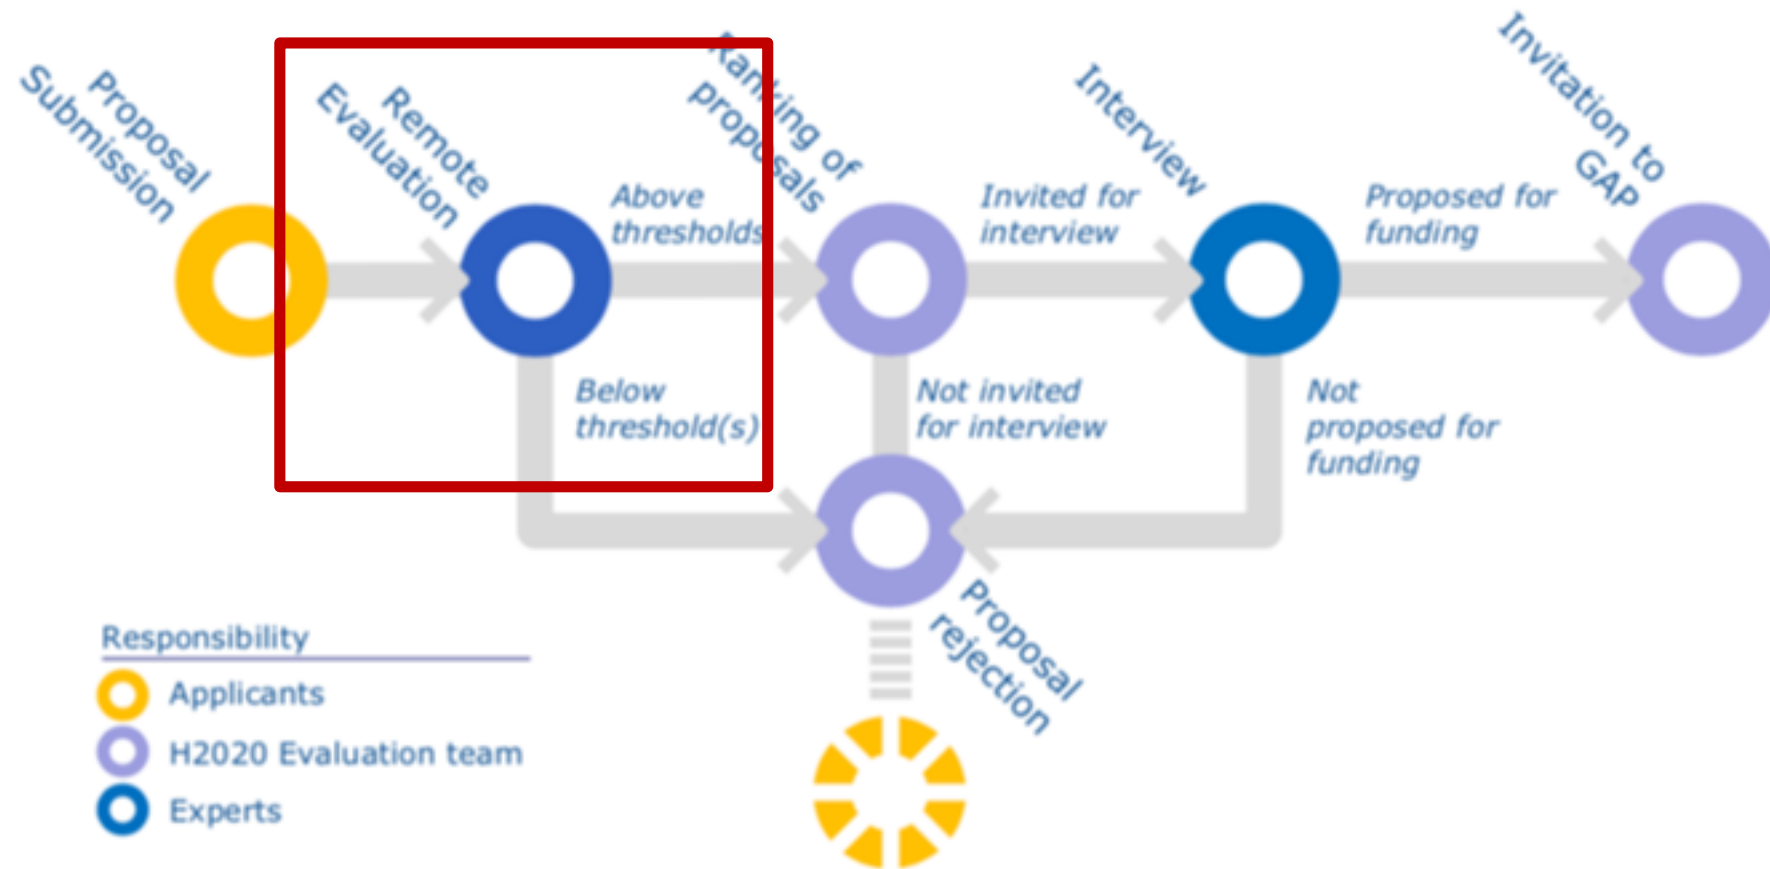 Proposal
Submission
Remote
Evaluation
Above
thresholds
Ranking of
proposals
Invited for
interview
Interview
Proposed for
funding
Invitation to
GAP
Below
threshold(s)
Not invited
for interview
Not
proposed for
funding
Proposal
rejection
Responsibility
Applicants
H2020 Evaluation team
Experts